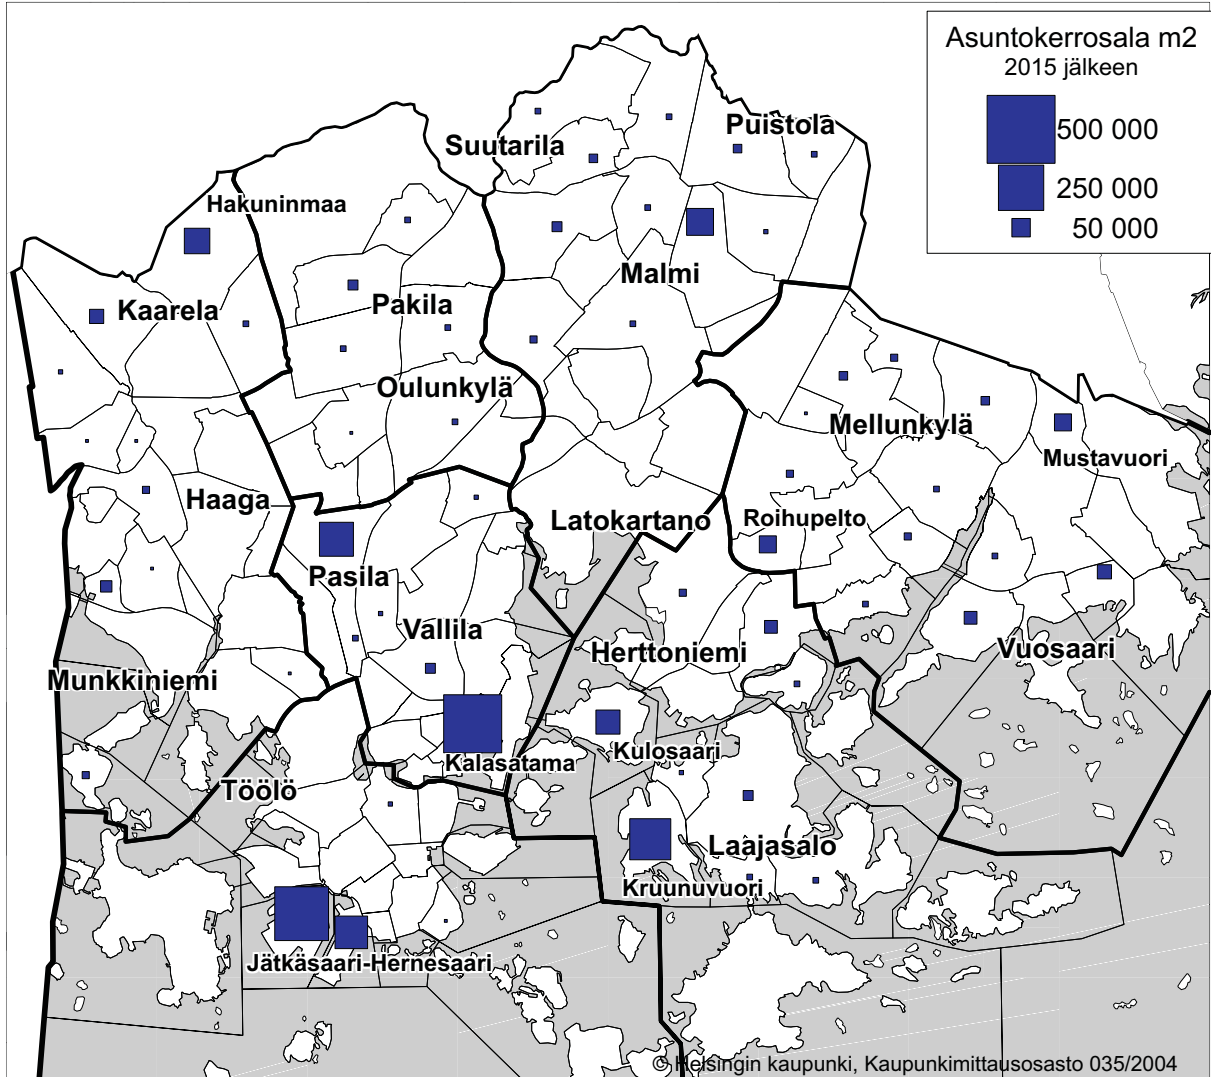 Asuntokerrosala m2
2015 jälkeen
500 000
250 000
50 000
Puistola
Suutarila
Hakuninmaa
Malmi
Kaarela
Pakila
Oulunkylä
Mellunkylä
Mustavuori
Haaga
Latokartano
Roihupelto
Pasila
Vallila
Herttoniemi
Vuosaari
Munkkiniemi
Kulosaari
Kalasatama
Töölö
Laajasalo
Kruunuvuori
Jätkäsaari-Hernesaari
© Helsingin kaupunki, Kaupunkimittausosasto 035/2004